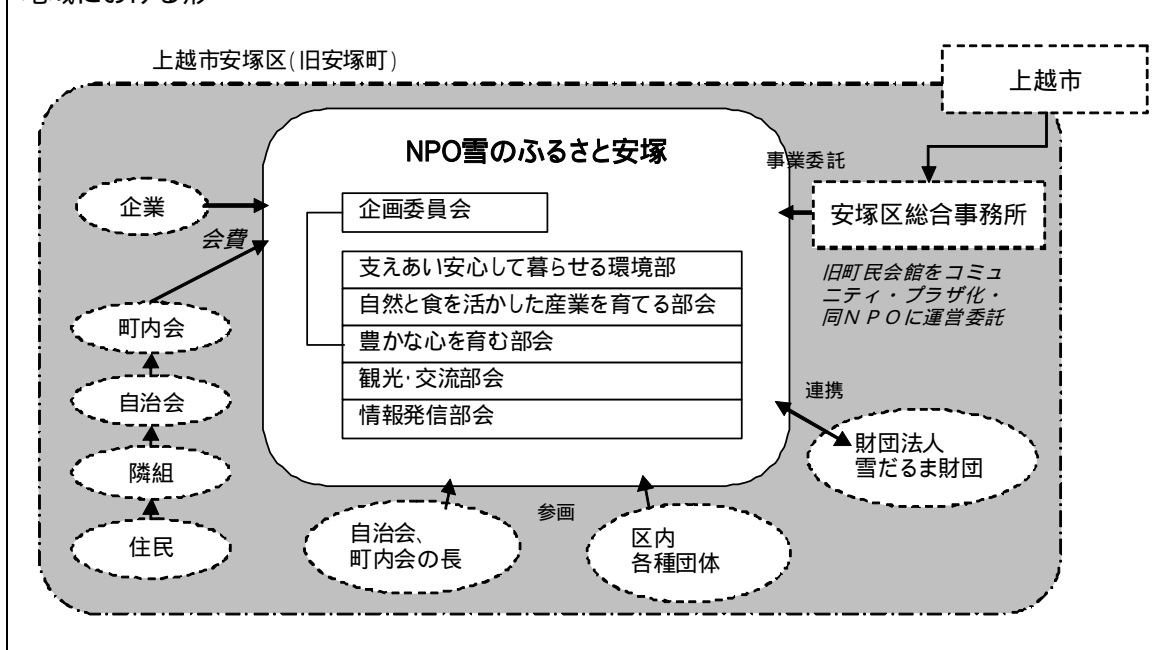 上越市安塚区(旧安塚町)
上越市
NPO雪のふるさと安塚
事業委託
企業
企画委員会
安塚区総合事務所
会費
支えあい安心して暮らせる環境部
自然と食を活かした産業を育てる部会
豊かな心を育む部会
観光・交流部会
情報発信部会
旧町民会館をコミュ
ニティ・プラザ化・
同NPOに運営委託
町内会
自治会
隣組
住民
連携
財団法人
雪だるま財団
参画
自治会、
町内会の長
区内
各種団体